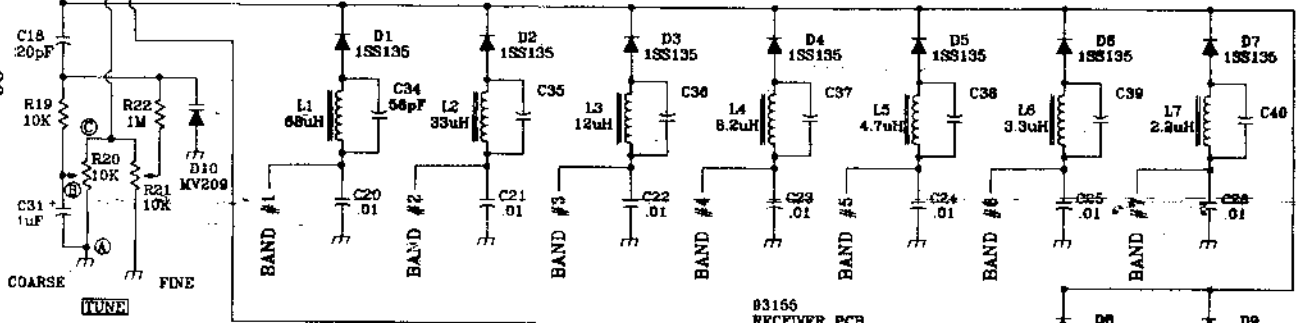 C18
20pF
D1
1SS135
D2
1SS135
D3
1SS135
D4
1SS135
D5
1SS135
D6
1SS135
D7
1SS135
R19
10K
R22
1M
L1
68uH
C34
56pF
L2
33uH
C35
L3
12uH
C36
L4
8.2uH
C37
L5
4.7uH
C38
L6
3.3uH
C39
L7
2.2uH
C40
C
R20
10K
B
D10
MV209
R21
10K
C31 +
1uF
A
BAND #1
C20
.01
BAND #2
C21
.01
BAND #3
C22
.01
BAND #4
C23
.01
BAND #5
C24
.01
BAND #6
C25
.01
BAND #7
C26
.01
COARSE
FINE
TUNE
93155
RECEIVER PCB
D8
D9